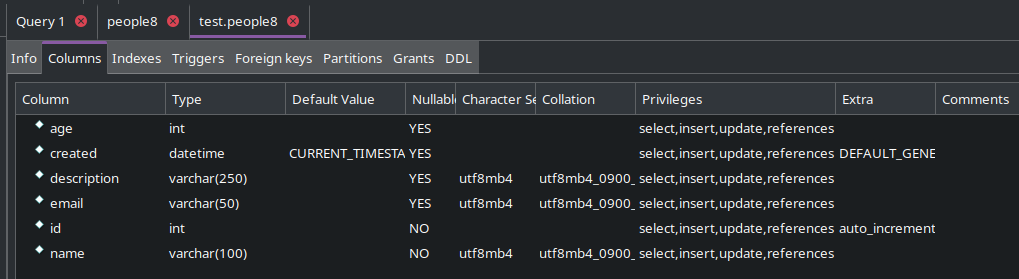 Query 1 people8 test.people8
Info Columns Indexes Triggers Foreign keys Partitions Grants DDL
Column Type Default Value Nullabl Character Se Collation Privileges Extra Comments
age int YES select,insert,update,references
created datetime CURRENT_TIMESTA YES select,insert,update,references DEFAULT_GENE
description varchar(250) YES utf8mb4 utf8mb4_0900_ select,insert,update,references
email varchar(50) YES utf8mb4 utf8mb4_0900_ select,insert,update,references
id int NO select,insert,update,references auto_increment
name varchar(100) NO utf8mb4 utf8mb4_0900_ select,insert,update,references